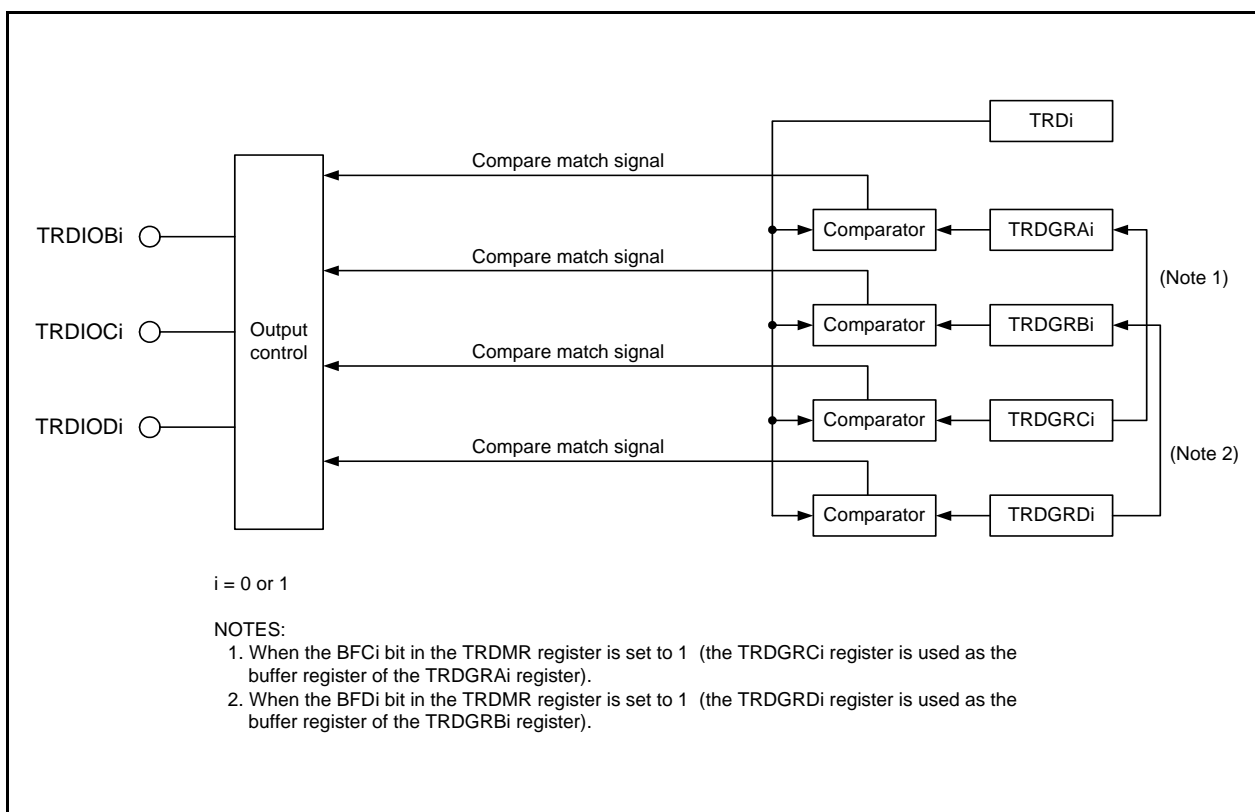 TRDi
Compare match signal
Comparator
TRDGRAi
TRDIOBi
Compare match signal
(Note 1)
Comparator
TRDGRBi
TRDIOCi
Output
control
Compare match signal
Comparator
TRDGRCi
TRDIODi
Compare match signal
(Note 2)
Comparator
TRDGRDi
i = 0 or 1
NOTES:
1. When the BFCi bit in the TRDMR register is set to 1 (the TRDGRCi register is used as the
buffer register of the TRDGRAi register).
2. When the BFDi bit in the TRDMR register is set to 1 (the TRDGRDi register is used as the
buffer register of the TRDGRBi register).